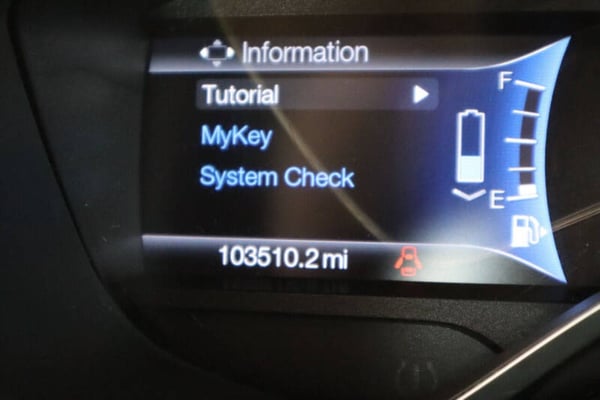 Information
Tutorial
MyKey
System Check
F
E
103510.2 mi